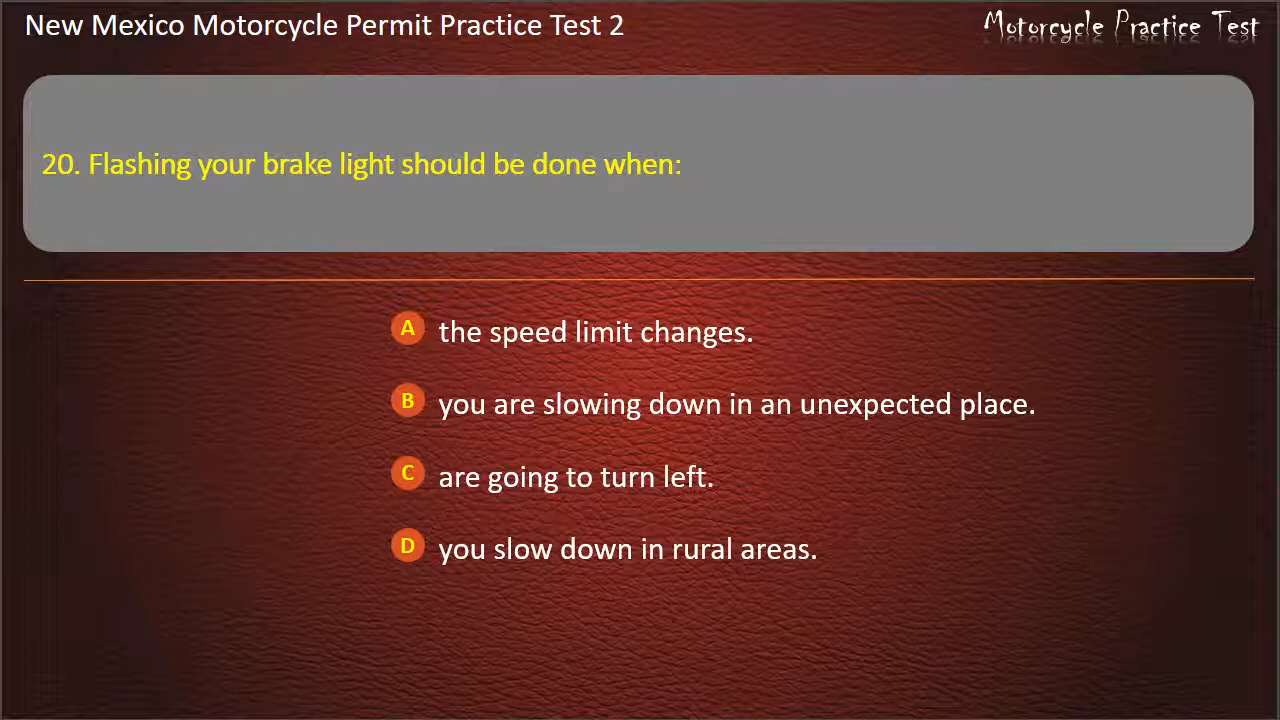 New Mexico Motorcycle Permit Practice Test 2
Motorcycle Practice Test
20. Flashing your brake light should be done when:
A the speed limit changes.
B you are slowing down in an unexpected place.
C are going to turn left.
D you slow down in rural areas.